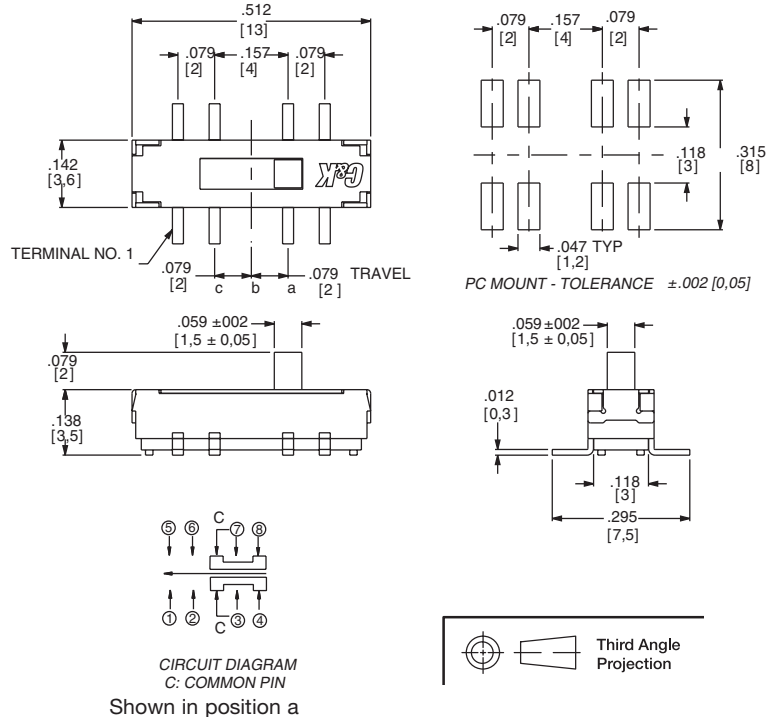 .512
[13]
.079
[2]
.157
[4]
.079
[2]
.142
[3,6]
C&K
TERMINAL NO. 1
.079
[2]
c
b
a
.079
[2 ]
TRAVEL
.079
[2]
.157
[4]
.079
[2]
.118
[3]
.315
[8]
.047 TYP
[1,2]
PC MOUNT - TOLERANCE ±.002 [0,05]
.059 ±002
[1,5 ± 0,05]
.079
[2]
.138
[3,5]
.059 ±002
[1,5 ± 0,05]
.012
[0,3]
.118
[3]
.295
[7,5]
C
⑤ ⑥ ⑦ ⑧
① ② ③ ④
C
CIRCUIT DIAGRAM
C: COMMON PIN
Shown in position a
Third Angle
Projection